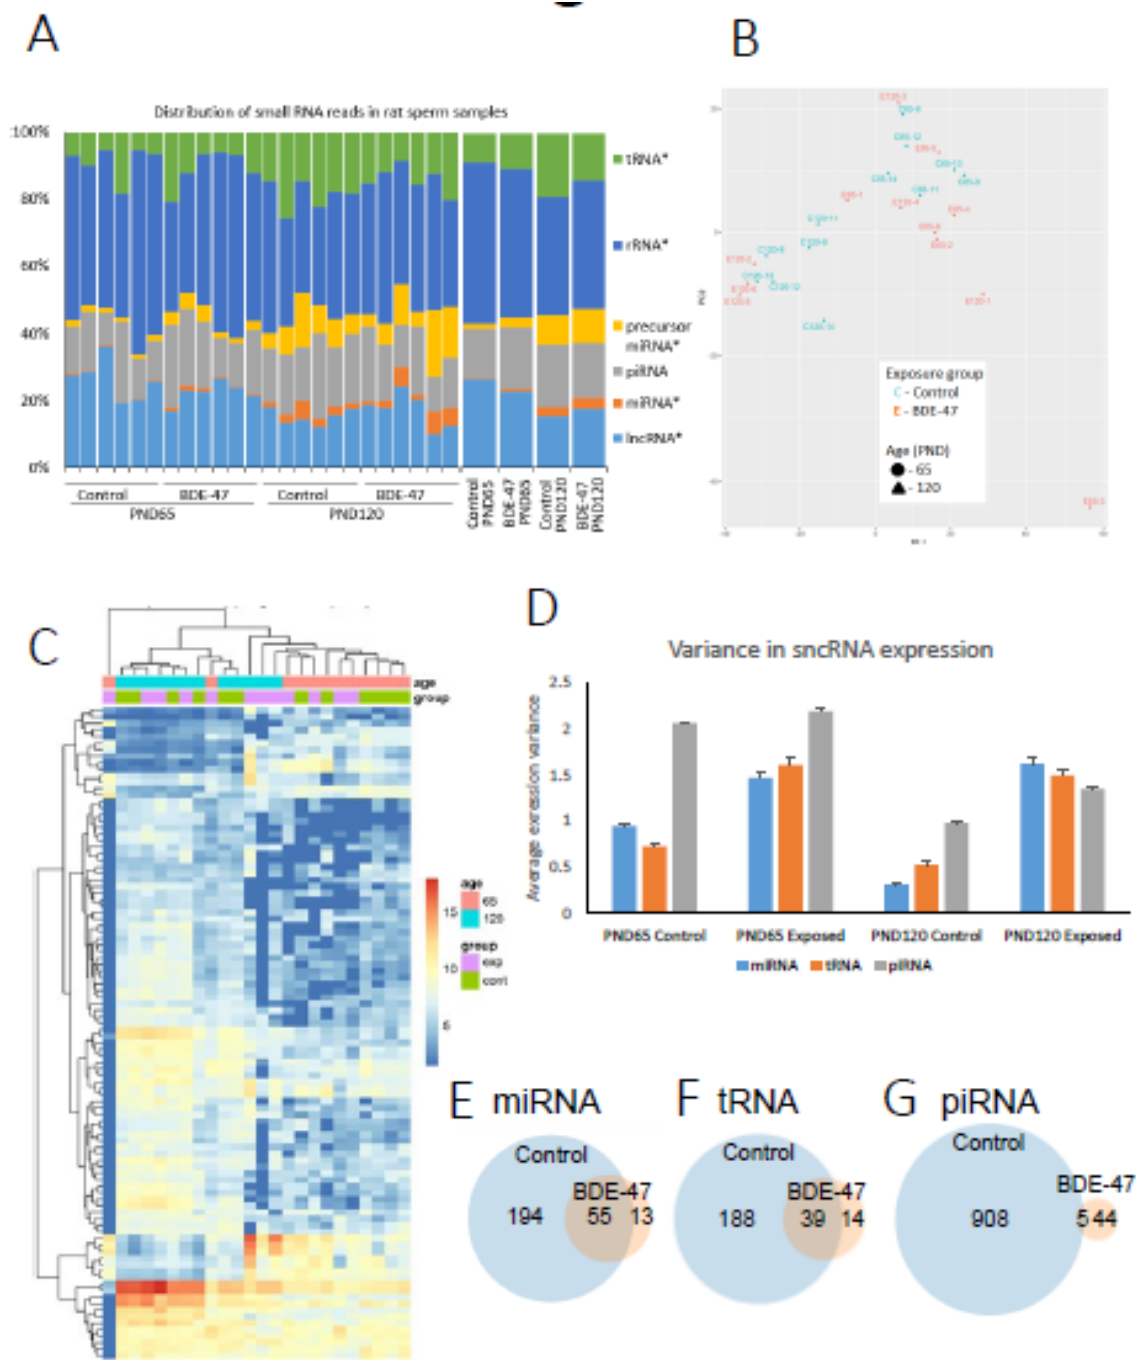 A
B
Distribution of small RNA reads in rat sperm samples
100%
80%
60%
40%
20%
0%
tRNA*
rRNA*
precursor
miRNA*
piRNA
miRNA*
lncRNA*
Control
BDE-47
Control
BDE-47
PND65
PND120
Control
PND65
BDE-47
PND65
Control
PND120
BDE-47
PND120
Exposure group
C - Control
E - BDE-47
Age (PND)
- 65
- 120
C
age
group
15
10
5
age
65
120
group
exp
cont
D
Variance in sncRNA expression
Average exression variance
2.5
2
1.5
1
0.5
0
PND65 Control
PND65 Exposed
PND120 Control
PND120 Exposed
miRNA
tRNA
piRNA
E miRNA
Control
BDE-47
194
55
13
F tRNA
Control
BDE-47
188
39
14
G piRNA
Control
BDE-47
908
5
44